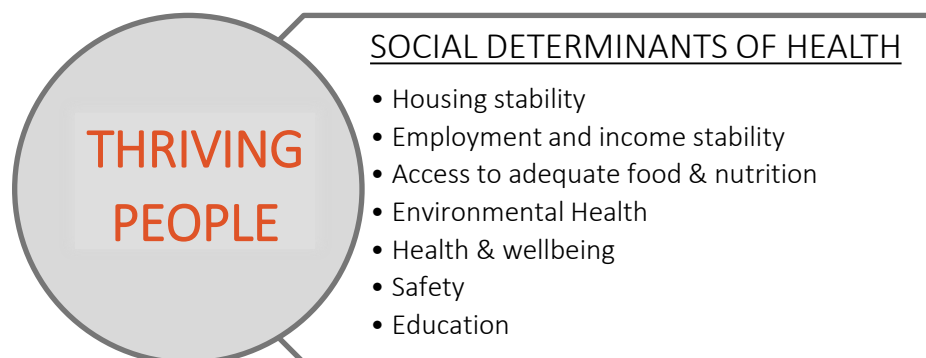 THRIVING
PEOPLE
SOCIAL DETERMINANTS OF HEALTH
• Housing stability
• Employment and income stability
• Access to adequate food & nutrition
• Environmental Health
• Health & wellbeing
• Safety
• Education